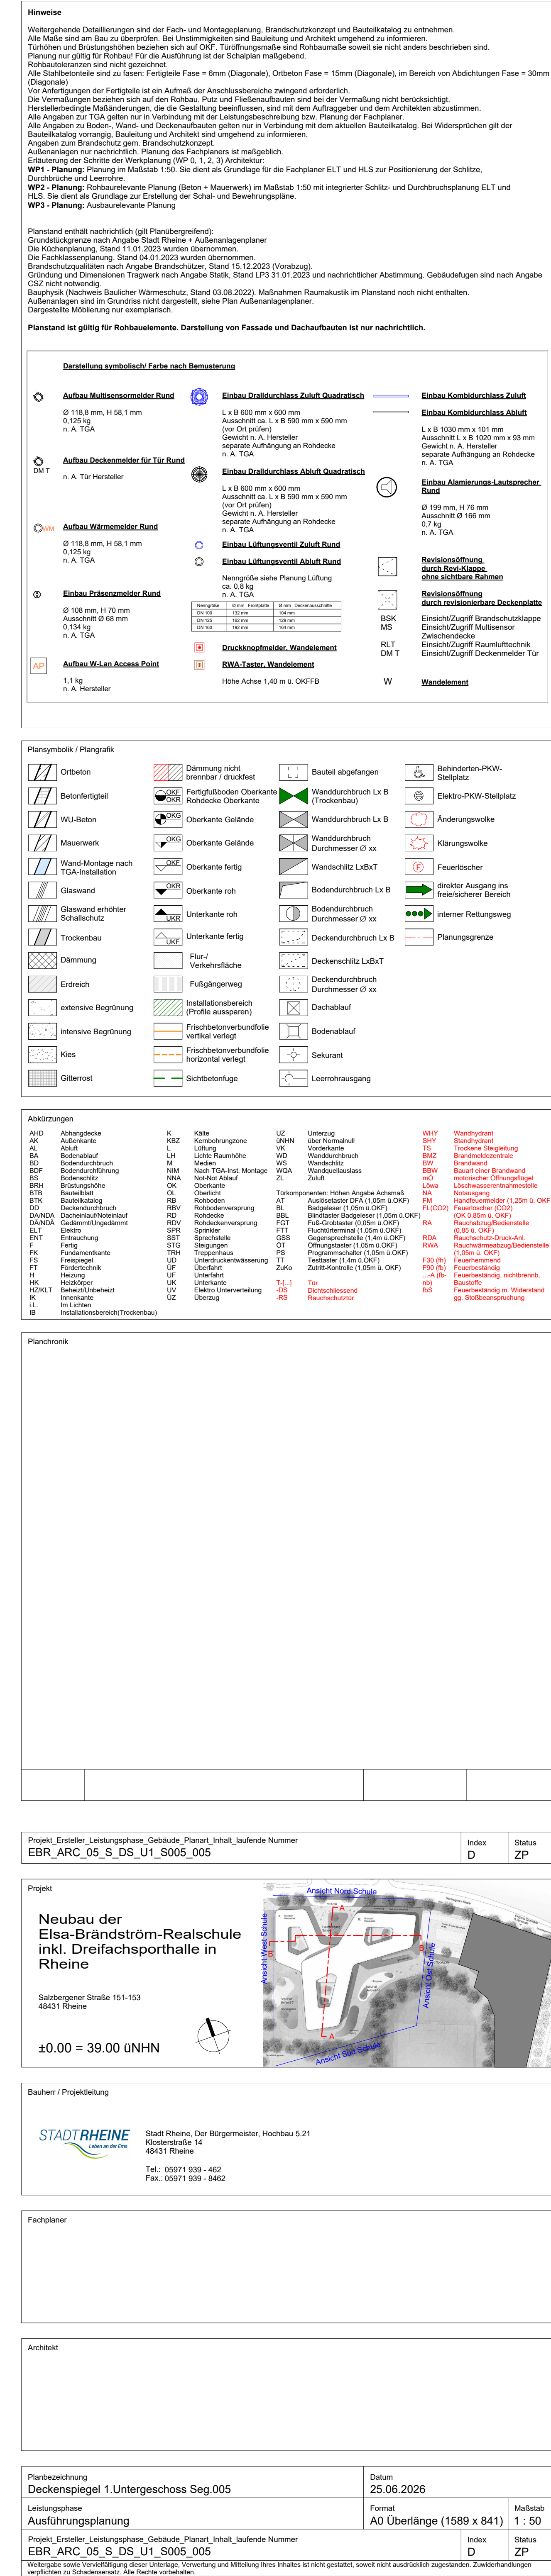 Hinweise
Weitergehende Detaillierungen sind der Fach- und Montageplanung, Brandschutzkonzept und Bauteilkatalog zu entnehmen.
Alle Maße sind am Bau zu überprüfen. Bei Unstimmigkeiten sind Bauleitung und Architekt umgehend zu informieren.
Türhöhen und Brüstungshöhen beziehen sich auf OKF. Türöffnungsmaße sind Rohbaumaße soweit sie nicht anders beschrieben sind.
Planung nur gültig für Rohbau! Für die Ausführung ist der Schalplan maßgebend.
Rohbautoleranzen sind nicht gezeichnet.
Alle Stahlbetonteile sind zu fasen: Fertigteile Fase = 6mm (Diagonale), Ortbeton Fase = 15mm (Diagonale), im Bereich von Abdichtungen Fase = 30mm
(Diagonale)
Vor Anfertigungen der Fertigteile ist ein Aufmaß der Anschlussbereiche zwingend erforderlich.
Die Vermaßungen beziehen sich auf den Rohbau. Putz und Fliesenaufbauten sind bei der Vermaßung nicht berücksichtigt.
Herstellerbedingte Maßänderungen, die die Gestaltung beeinflussen, sind mit dem Auftraggeber und dem Architekten abzustimmen.
Alle Angaben zur TGA gelten nur in Verbindung mit der Leistungsbeschreibung bzw. Planung der Fachplaner.
Alle Angaben zu Boden-, Wand- und Deckenaufbauten gelten nur in Verbindung mit dem aktuellen Bauteilkatalog. Bei Widersprüchen gilt der
Bauteilkatalog vorrangig, Bauleitung und Architekt sind umgehend zu informieren.
Angaben zum Brandschutz gem. Brandschutzkonzept.
Außenanlagen nur nachrichtlich. Planung des Fachplaners ist maßgeblich.
Erläuterung der Schritte der Werkplanung (WP 0, 1, 2, 3) Architektur:
WP1 - Planung: Planung im Maßstab 1:50. Sie dient als Grundlage für die Fachplaner ELT und HLS zur Positionierung der Schlitze,
Durchbrüche und Leerrohre.
WP2 - Planung: Rohbaurelevante Planung (Beton + Mauerwerk) im Maßstab 1:50 mit integrierter Schlitz- und Durchbruchsplanung ELT und
HLS. Sie dient als Grundlage zur Erstellung der Schal- und Bewehrungspläne.
WP3 - Planung: Ausbaurelevante Planung
Planstand enthält nachrichtlich (gilt Planübergreifend):
Grundstückgrenze nach Angabe Stadt Rheine + Außenanlagenplaner
Die Küchenplanung, Stand 11.01.2023 wurden übernommen.
Die Fachklassenplanung. Stand 04.01.2023 wurden übernommen.
Brandschutzqualitäten nach Angabe Brandschützer, Stand 15.12.2023 (Vorabzug).
Gründung und Dimensionen Tragwerk nach Angabe Statik, Stand LP3 31.01.2023 und nachrichtlicher Abstimmung. Gebäudefugen sind nach Angabe
CSZ nicht notwendig.
Bauphysik (Nachweis Baulicher Wärmeschutz, Stand 03.08.2022). Maßnahmen Raumakustik im Planstand noch nicht enthalten.
Außenanlagen sind im Grundriss nicht dargestellt, siehe Plan Außenanlagenplaner.
Dargestellte Möblierung nur exemplarisch.
Planstand ist gültig für Rohbauelemente. Darstellung von Fassade und Dachaufbauten ist nur nachrichtlich.
Darstellung symbolisch/ Farbe nach Bemusterung
Aufbau Multisensormelder Rund
Ø 118,8 mm, H 58,1 mm
0,125 kg
n. A. TGA
DM T
Aufbau Deckenmelder für Tür Rund
n. A. Tür Hersteller
WM
Aufbau Wärmemelder Rund
Ø 118,8 mm, H 58,1 mm
0,125 kg
n. A. TGA
Einbau Präsenzmelder Rund
Ø 108 mm, H 70 mm
Ausschnitt Ø 68 mm
0,134 kg
n. A. TGA
AP
Aufbau W-Lan Access Point
1,1 kg
n. A. Hersteller
Einbau Dralldurchlass Zuluft Quadratisch
L x B 600 mm x 600 mm
Ausschnitt ca. L x B 590 mm x 590 mm
(vor Ort prüfen)
Gewicht n. A. Hersteller
separate Aufhängung an Rohdecke
n. A. TGA
Einbau Dralldurchlass Abluft Quadratisch
L x B 600 mm x 600 mm
Ausschnitt ca. L x B 590 mm x 590 mm
(vor Ort prüfen)
Gewicht n. A. Hersteller
separate Aufhängung an Rohdecke
n. A. TGA
Einbau Lüftungsventil Zuluft Rund
Einbau Lüftungsventil Abluft Rund
Nenngröße siehe Planung Lüftung
ca. 0,8 kg
n. A. TGA
Nenngröße Ø mm Frontplatte Ø mm Deckenausschnitte
DN 100 132 mm 104 mm
DN 125 162 mm 129 mm
DN 160 192 mm 164 mm
Druckknopfmelder, Wandelement
RWA-Taster, Wandelement
Höhe Achse 1,40 m ü. OKFFB
Einbau Kombidurchlass Zuluft
Einbau Kombidurchlass Abluft
L x B 1030 mm x 101 mm
Ausschnitt L x B 1020 mm x 93 mm
Gewicht n. A. Hersteller
separate Aufhängung an Rohdecke
n. A. TGA
Einbau Alamierungs-Lautsprecher
Rund
Ø 199 mm, H 76 mm
Ausschnitt Ø 166 mm
0,7 kg
n. A. TGA
Revisionsöffnung
durch Revi-Klappe
ohne sichtbare Rahmen
Revisionsöffnung
durch revisionierbare Deckenplatte
BSK Einsicht/Zugriff Brandschutzklappe
MS Einsicht/Zugriff Multisensor
Zwischendecke
RLT Einsicht/Zugriff Raumlufttechnik
DM T Einsicht/Zugriff Deckenmelder Tür
W Wandelement
Plansymbolik / Plangrafik
Ortbeton
Betonfertigteil
WU-Beton
Mauerwerk
Wand-Montage nach
TGA-Installation
Glaswand
Glaswand erhöhter
Schallschutz
Trockenbau
Dämmung
Erdreich
extensive Begrünung
intensive Begrünung
Kies
Gitterrost
Dämmung nicht
brennbar / druckfest
OKF Fertigfußboden Oberkante
OKR Rohdecke Oberkante
OKG Oberkante Gelände
OKG Oberkante Gelände
OKF Oberkante fertig
OKR Oberkante roh
UKR Unterkante roh
UKF Unterkante fertig
Flur-/
Verkehrsfläche
Fußgängerweg
Installationsbereich
(Profile aussparen)
Frischbetonverbundfolie
vertikal verlegt
Frischbetonverbundfolie
horizontal verlegt
Sichtbetonfuge
Bauteil abgefangen
Wanddurchbruch Lx B
(Trockenbau)
Wanddurchbruch Lx B
Wanddurchbruch
Durchmesser Ø xx
Wandschlitz LxBxT
Bodendurchbruch Lx B
Bodendurchbruch
Durchmesser Ø xx
Deckendurchbruch Lx B
Deckenschlitz LxBxT
Deckendurchbruch
Durchmesser Ø xx
Dachablauf
Bodenablauf
Sekurant
Leerrohrausgang
Behinderten-PKW-
Stellplatz
Elektro-PKW-Stellplatz
Änderungswolke
Klärungswolke
F Feuerlöscher
direkter Ausgang ins
freie/sicherer Bereich
interner Rettungsweg
Planungsgrenze
Abkürzungen
AHD Abhangdecke
AK Außenkante
AL Abluft
BA Bodenablauf
BD Bodendurchbruch
BDF Bodendurchführung
BS Bodenschlitz
BRH Brüstungshöhe
BTB Bauteilblatt
BTK Bauteilkatalog
DD Deckendurchbruch
DA/NDA Dacheinlauf/Noteinlauf
DÄ/NDÄ Gedämmt/Ungedämmt
ELT Elektro
ENT Entrauchung
F Fertig
FK Fundamentkante
FS Freispiegel
FT Fördertechnik
H Heizung
HK Heizkörper
HZ/KLT Beheizt/Unbeheizt
IK Innenkante
i.L. Im Lichten
IB Installationsbereich(Trockenbau)
K Kälte
KBZ Kernbohrungzone
L Lüftung
LH Lichte Raumhöhe
M Medien
NIM Nach TGA-Inst. Montage
NNA Not-Not Ablauf
OK Oberkante
OL Oberlicht
RB Rohboden
RBV Rohbodenversprung
RD Rohdecke
RDV Rohdeckenversprung
SPR Sprinkler
SST Sprechstelle
STG Steigungen
TRH Treppenhaus
UD Unterdruckentwässerung
ÜF Überfahrt
UF Unterfahrt
UK Unterkante
UV Elektro Unterverteilung
ÜZ Überzug
UZ Unterzug
üNHN über Normalnull
VK Vorderkante
WD Wanddurchbruch
WS Wandschlitz
WQA Wandquellauslass
ZL Zuluft
Türkomponenten: Höhen Angabe Achsmaß
AT Auslösetaster DFA (1,05m ü.OKF)
BL Badgeleser (1,05m ü.OKF)
BBL Blindtaster Badgeleser (1,05m ü.OKF)
FGT Fuß-Grobtaster (0,05m ü.OKF)
FTT Fluchtürterminal (1,05m ü.OKF)
GSS Gegensprechstelle (1,4m ü.OKF)
ÖT Öffnungstaster (1,05m ü.OKF)
PS Programmschalter (1,05m ü.OKF)
TT Testtaster (1,4m ü.OKF)
ZuKo Zutritt-Kontrolle (1,05m ü. OKF)
T-[...] Tür
-DS Dichtschliessend
-RS Rauchschutztür
WHY Wandhydrant
SHY Standhydrant
TS Trockene Steigleitung
BMZ Brandmeldezentrale
BW Brandwand
BBW Bauart einer Brandwand
mÖ motorischer Öffnungsflügel
Löwa Löschwasserentnahmestelle
NA Notausgang
FM Handfeuermelder (1,25m ü. OKF
FL(CO2) Feuerlöscher (CO2)
(OK 0,85m ü. OKF)
RA Rauchabzug/Bedienstelle
(0,85 ü. OKF)
RDA Rauchschutz-Druck-Anl.
RWA Rauchwärmeabzug/Bedienstelle
(1,05m ü. OKF)
F30 (fh) Feuerhemmend
F90 (fb) Feuerbeständig
...-A (fb- Feuerbeständig, nichtbrennb.
nb) Baustoffe
fbS Feuerbeständig m. Widerstand
gg. Stoßbeanspruchung
Planchronik
Projekt_Ersteller_Leistungsphase_Gebäude_Planart_Inhalt_laufende Nummer
EBR_ARC_05_S_DS_U1_S005_005
Index
D
Status
ZP
Projekt
Neubau der
Elsa-Brändström-Realschule
inkl. Dreifachsporthalle in
Rheine
Salzbergener Straße 151-153
48431 Rheine
±0.00 = 39.00 üNHN
Ansicht Nord Schule
Ansicht West Schule
Ansicht Ost Schule
Ansicht Süd Schule
A
B
B
A
Bauherr / Projektleitung
STADTRHEINE
Leben an der Ems
Stadt Rheine, Der Bürgermeister, Hochbau 5.21
Klosterstraße 14
48431 Rheine
Tel.: 05971 939 - 462
Fax.: 05971 939 - 8462
Fachplaner
Architekt
Planbezeichnung
Deckenspiegel 1.Untergeschoss Seg.005
Datum
25.06.2026
Leistungsphase
Ausführungsplanung
Format
A0 Überlänge (1589 x 841)
Maßstab
1 : 50
Projekt_Ersteller_Leistungsphase_Gebäude_Planart_Inhalt_laufende Nummer
EBR_ARC_05_S_DS_U1_S005_005
Index
D
Status
ZP
Weitergabe sowie Vervielfältigung dieser Unterlage, Verwertung und Mitteilung Ihres Inhaltes ist nicht gestattet, soweit nicht ausdrücklich zugestanden. Zuwiderhandlungen
verpflichten zu Schadensersatz. Alle Rechte vorbehalten.